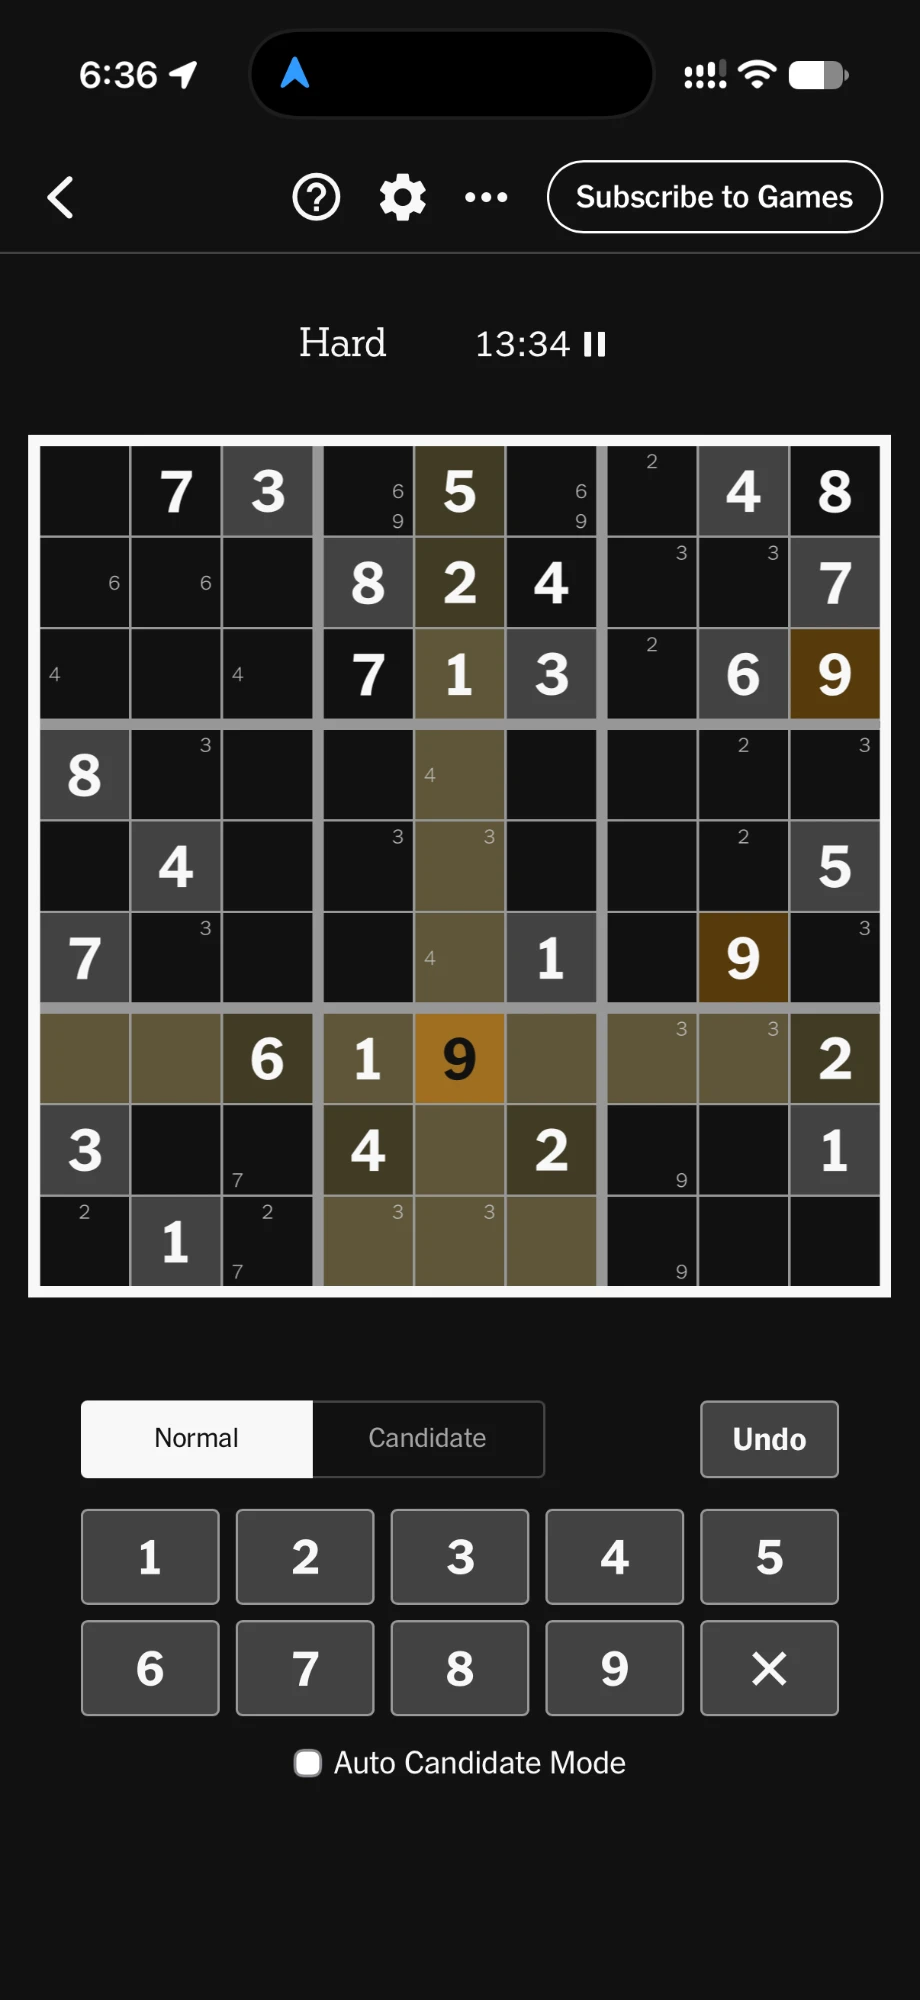 6:36
Subscribe to Games
Hard 13:34
7 3 6 9 5 6 9 2 4 8
6 6 8 2 4 3 3 7
4 4 7 1 3 2 6 9
8 3 4 2 3
4 3 3 2 5
7 3 4 1 9 3
6 1 9 3 3 2
3 7 4 2 9 1
2 1 2 7 3 3 9
Normal Candidate Undo
1 2 3 4 5
6 7 8 9
Auto Candidate Mode